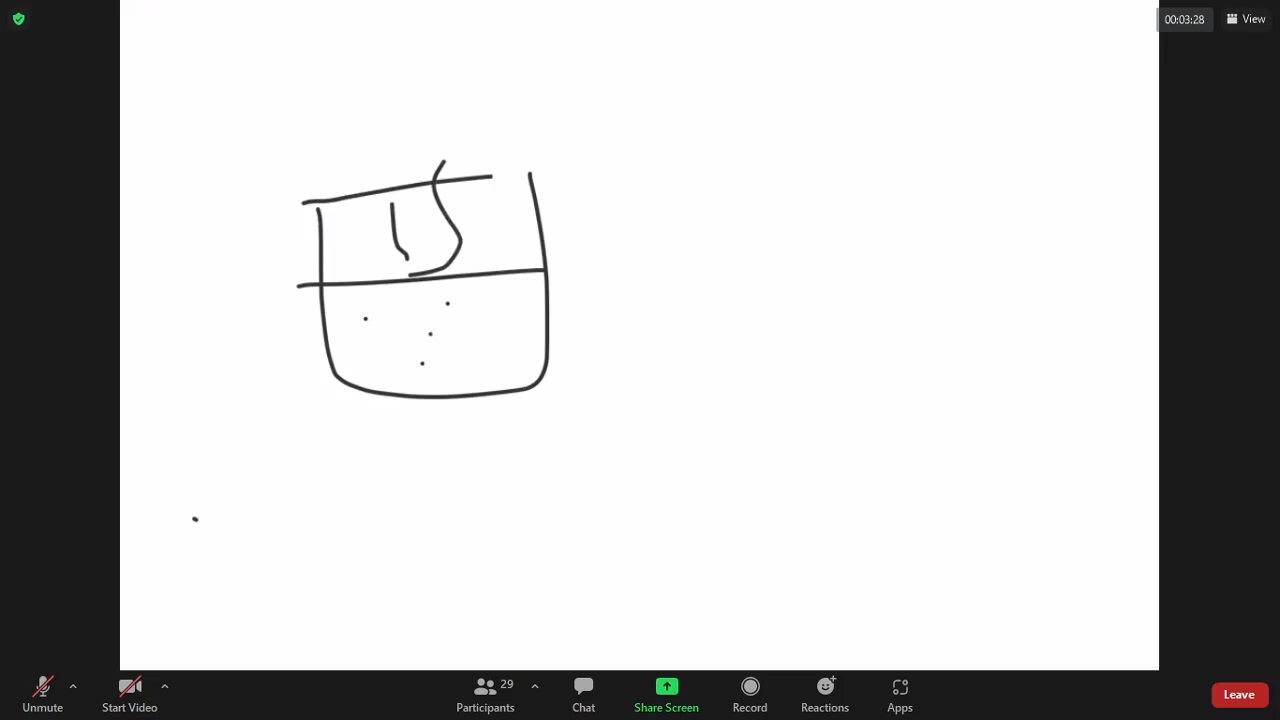 00:03:28
View
29
Unmute
Start Video
Participants
Chat
Share Screen
Record
Reactions
Apps
Leave